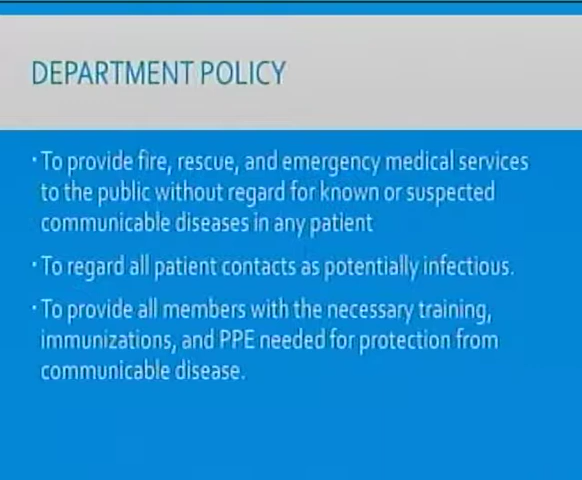 DEPARTMENT POLICY
· To provide fire, rescue, and emergency medical services
to the public without regard for known or suspected
communicable diseases in any patient
· To regard all patient contacts as potentially infectious.
· To provide all members with the necessary training,
immunizations, and PPE needed for protection from
communicable disease.